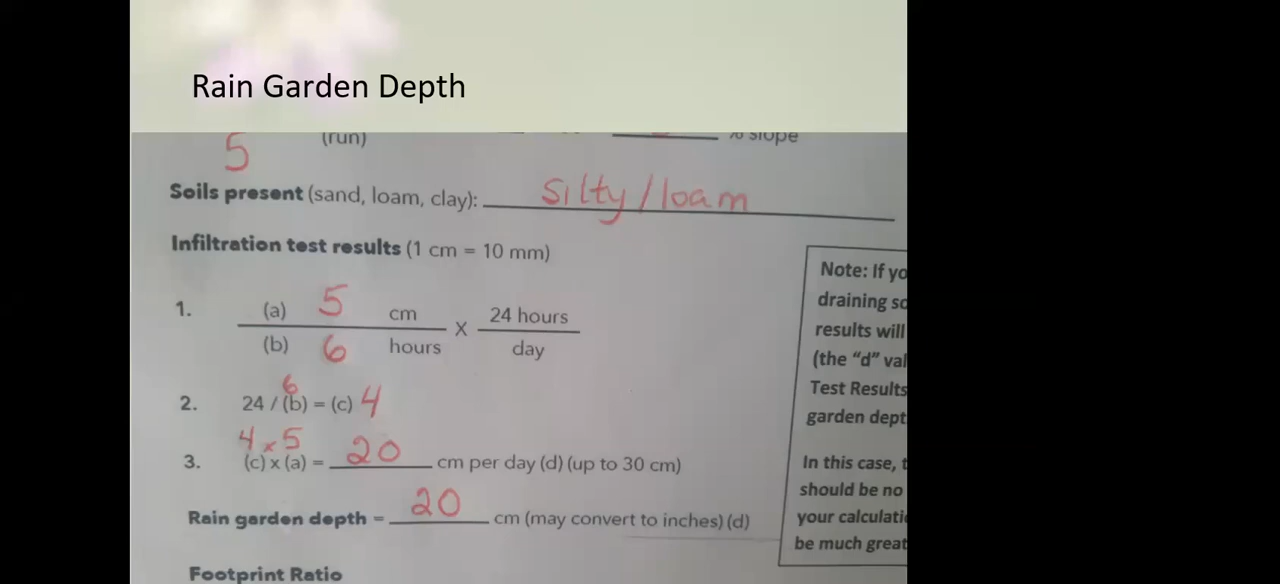 Rain Garden Depth
5 (run) % slope
Soils present (sand, loam, clay): silty/loam
Infiltration test results (1 cm = 10 mm)
1. (a) 5 cm X 24 hours
(b) 6 hours day
6
2. 24 / (b) = (c) 4
4 x 5
3. (c) x (a) = 20 cm per day (d) (up to 30 cm)
Rain garden depth = 20 cm (may convert to inches) (d)
Footprint Ratio
Note: If yo
draining so
results will
(the "d" val
Test Results
garden dept
In this case, t
should be no
your calculati
be much great